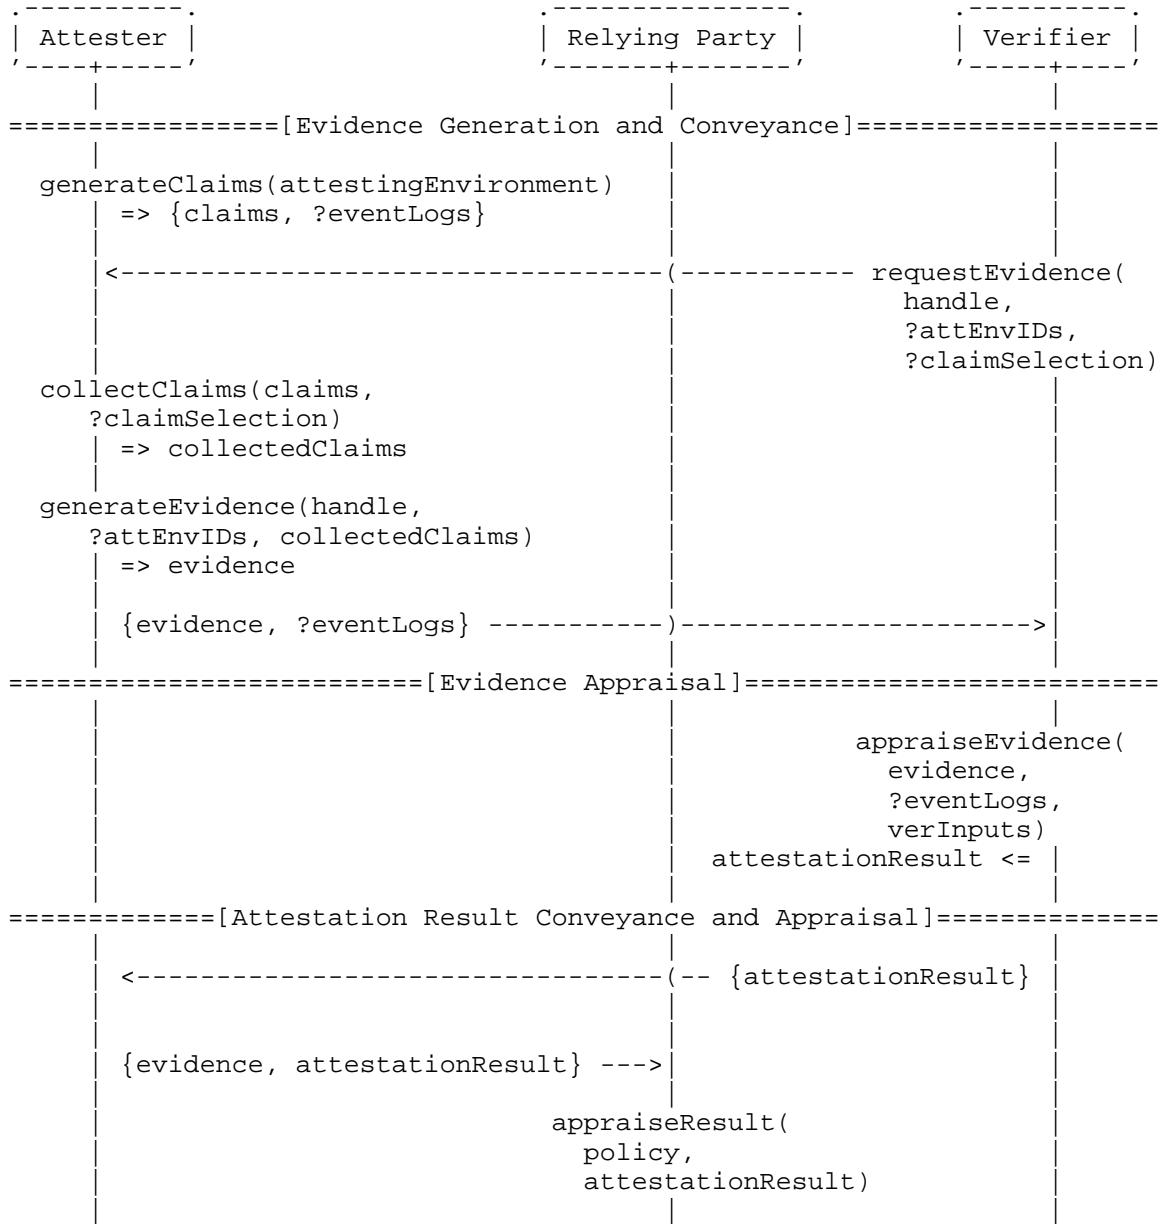 .----------.                     .---------------.         .----------.
| Attester |                     | Relying Party |         | Verifier |
'----+-----'                     '-------+-------'         '-----+----'
     |                                   |                       |
=================[Evidence Generation and Conveyance]===================
     |                                   |                       |
  generateClaims(attestingEnvironment)   |                       |
     | => {claims, ?eventLogs}           |                       |
     |                                   |                       |
     |<----------------------------------(----------- requestEvidence(
     |                                   |              handle,
     |                                   |              ?attEnvIDs,
     |                                   |              ?claimSelection)
  collectClaims(claims,                  |                       |
     ?claimSelection)                    |                       |
     | => collectedClaims                |                       |
     |                                   |                       |
  generateEvidence(handle,               |                       |
     ?attEnvIDs, collectedClaims)        |                       |
     | => evidence                       |                       |
     |                                   |                       |
     | {evidence, ?eventLogs} -----------)---------------------->|
     |                                   |                       |
==========================[Evidence Appraisal]==========================
     |                                   |                       |
     |                                   |           appraiseEvidence(
     |                                   |             evidence,
     |                                   |             ?eventLogs,
     |                                   |             verInputs)
     |                                   |  attestationResult <= |
     |                                   |                       |
=============[Attestation Result Conveyance and Appraisal]==============
     |                                   |                       |
     | <---------------------------------(-- {attestationResult} |
     |                                   |                       |
     |                                   |                       |
     | {evidence, attestationResult} --->|                       |
     |                                   |                       |
     |                            appraiseResult(                |
     |                              policy,                      |
     |                              attestationResult)           |
     |                                   |                       |